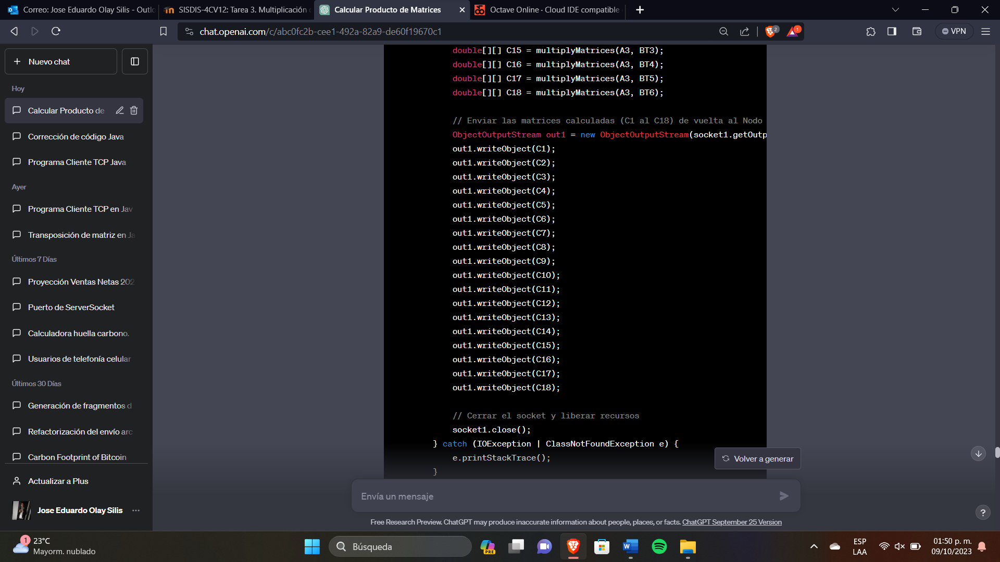 Correo: Jose Eduardo Olay Silis - Outl
SISDIS-4CV12: Tarea 3. Multiplicación
Calcular Producto de Matrices
Octave Online · Cloud IDE compatible
chat.openai.com/c/abc0fc2b-cee1-492a-82a9-de60f19670c1
2
1
VPN
Nuevo chat
Hoy
Calcular Producto de
Corrección de código Java
Programa Cliente TCP Java
Ayer
Programa Cliente TCP en Jav
Transposición de matriz en Ja
Últimos 7 Días
Proyección Ventas Netas 202
Puerto de ServerSocket
Calculadora huella carbono.
Usuarios de telefonía celular
Últimos 30 Días
Generación de fragmentos d
Refactorización del envío arc
Carbon Footprint of Bitcoin
Actualizar a Plus
Jose Eduardo Olay Silis
double[][] C15 = multiplyMatrices(A3, BT3);
double[][] C16 = multiplyMatrices(A3, BT4);
double[][] C17 = multiplyMatrices(A3, BT5);
double[][] C18 = multiplyMatrices(A3, BT6);
// Enviar las matrices calculadas (C1 al C18) de vuelta al Nodo
ObjectOutputStream out1 = new ObjectOutputStream(socket1.getOutp
out1.writeObject(C1);
out1.writeObject(C2);
out1.writeObject(C3);
out1.writeObject(C4);
out1.writeObject(C5);
out1.writeObject(C6);
out1.writeObject(C7);
out1.writeObject(C8);
out1.writeObject(C9);
out1.writeObject(C10);
out1.writeObject(C11);
out1.writeObject(C12);
out1.writeObject(C13);
out1.writeObject(C14);
out1.writeObject(C15);
out1.writeObject(C16);
out1.writeObject(C17);
out1.writeObject(C18);
// Cerrar el socket y liberar recursos
socket1.close();
} catch (IOException | ClassNotFoundException e) {
e.printStackTrace();
}
Volver a generar
Envía un mensaje
Free Research Preview. ChatGPT may produce inaccurate information about people, places, or facts. ChatGPT September 25 Version
?
1
23°C
Mayorm. nublado
Búsqueda
PRE
ESP
LAA
01:50 p. m.
09/10/2023